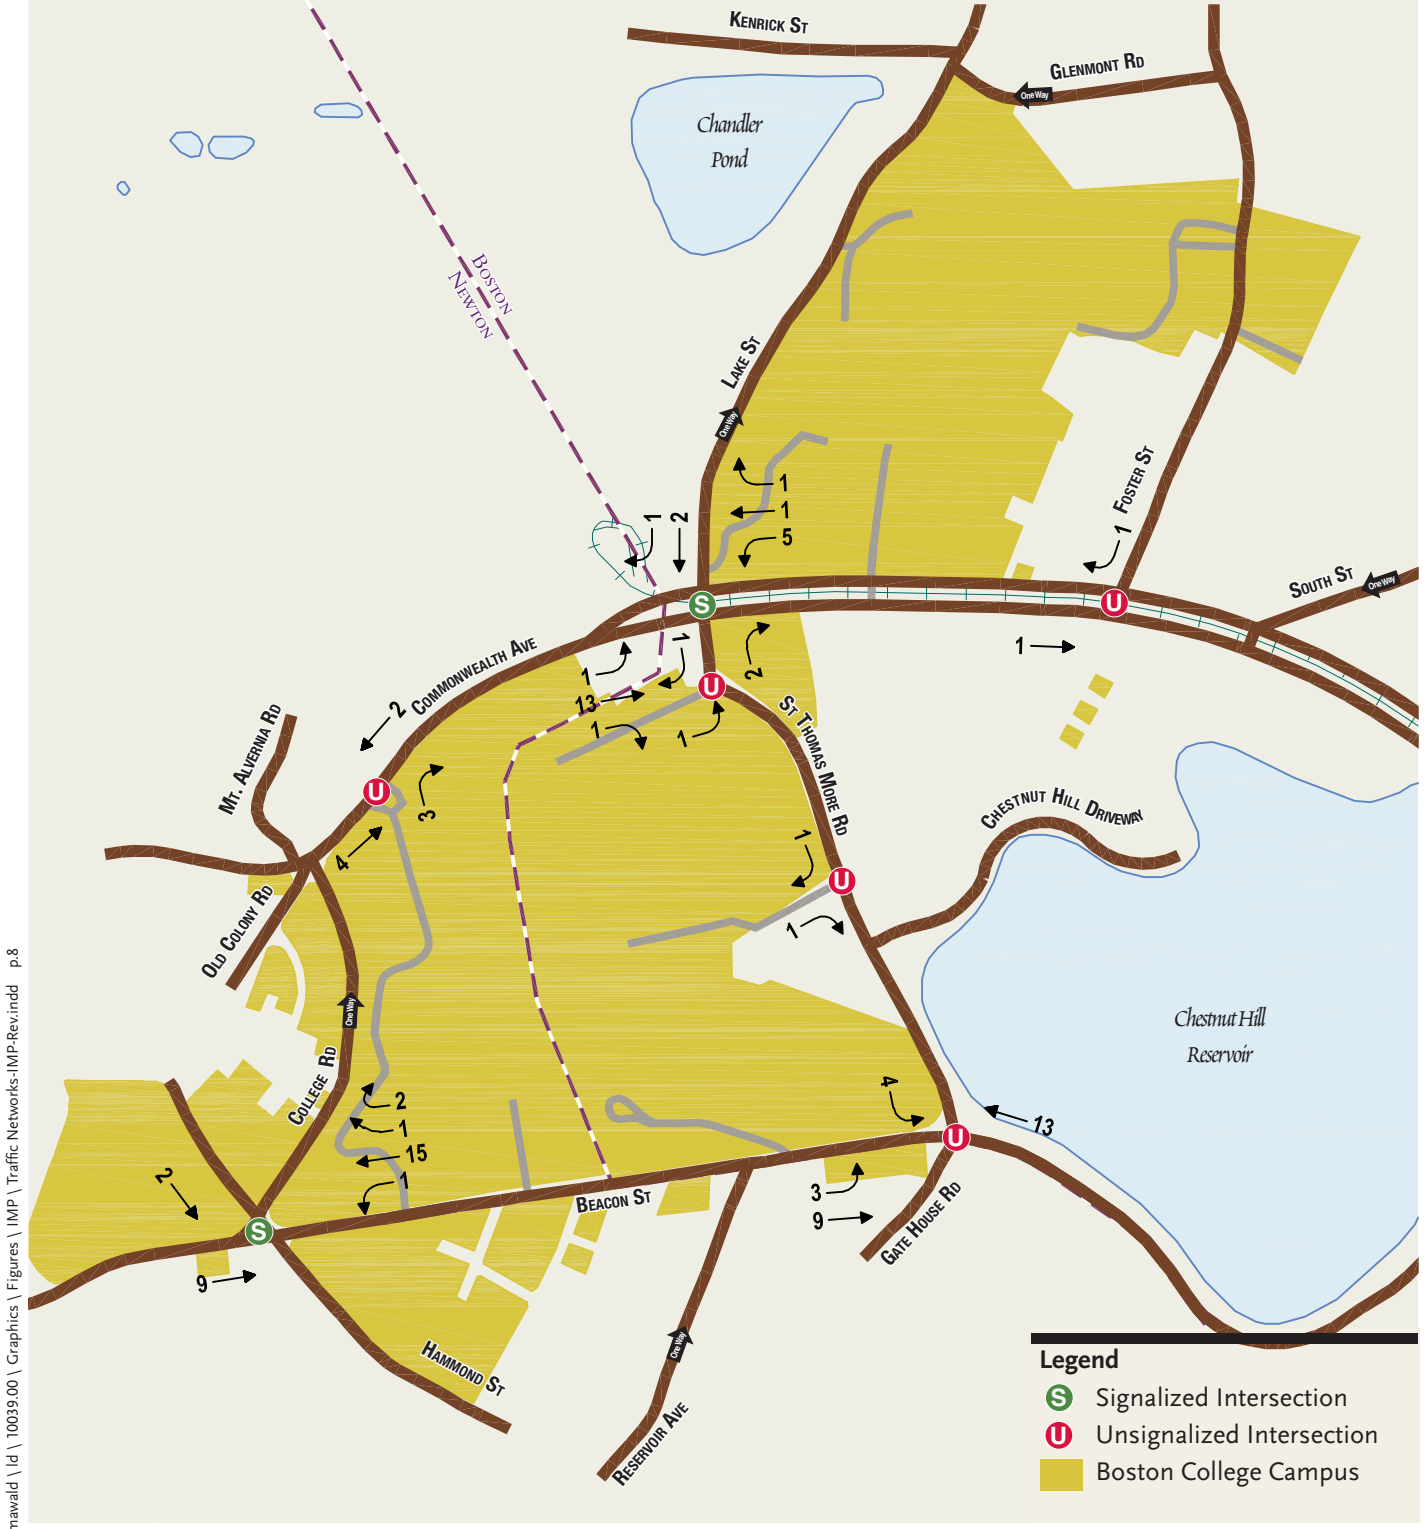 KENRICK ST
GLENMONT RD
One Way
Chandler
Pond
BOSTON
NEWTON
LAKE ST
One Way
1
1
5
1
2
FOSTER ST
1
S
U
SOUTH ST
One Way
COMMONWEALTH AVE
1
1
2
1
13
U
1
1
2
MT. ALVERNIA RD
ST THOMAS MORE RD
U
3
4
CHESTNUT HILL DRIVEWAY
1
U
1
OLD COLONY RD
One Way
Chestnut Hill
Reservoir
COLLEGE RD
2
1
15
1
4
13
U
2
S
9
BEACON ST
3
9
GATE HOUSE RD
HAMMOND ST
One Way
RESERVOIR AVE
Legend
S Signalized Intersection
U Unsignalized Intersection
Boston College Campus
mawald \ ld \ 10039.00 \ Graphics \ Figures \ IMP \ Traffic Networks-IMP-Rev.indd p.8